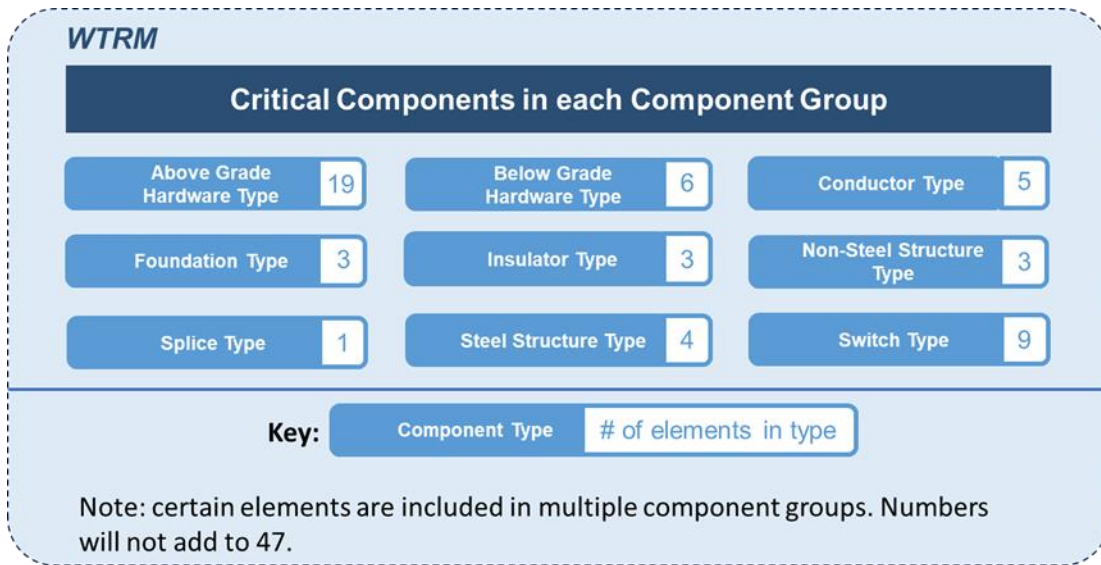 WTRM
Critical Components in each Component Group
Above Grade
Hardware Type
19
Below Grade
Hardware Type
6
Conductor Type
5
Foundation Type
3
Insulator Type
3
Non-Steel Structure
Type
3
Splice Type
1
Steel Structure Type
4
Switch Type
9
Key:
Component Type
# of elements in type
Note: certain elements are included in multiple component groups. Numbers
will not add to 47.